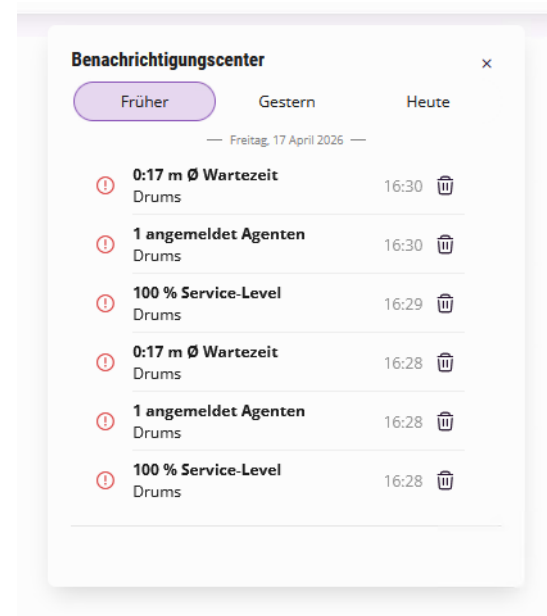 Benachrichtigungscenter ×
Früher Gestern Heute
Freitag, 17 April 2026
0:17 m Ø Wartezeit
Drums 16:30
1 angemeldet Agenten
Drums 16:30
100 % Service-Level
Drums 16:29
0:17 m Ø Wartezeit
Drums 16:28
1 angemeldet Agenten
Drums 16:28
100 % Service-Level
Drums 16:28